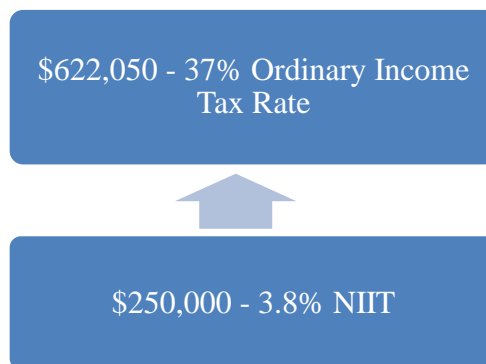 $622,050 - 37% Ordinary Income
Tax Rate
$250,000 - 3.8% NIIT